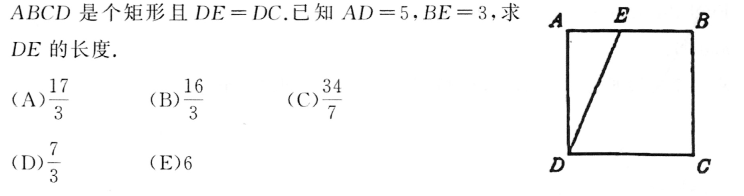 ABCD 是个矩形且 DE=DC.已知 AD=5,BE=3,求
DE 的长度.
(A)17/3 (B)16/3 (C)34/7
(D)7/3 (E)6
A E B
D C